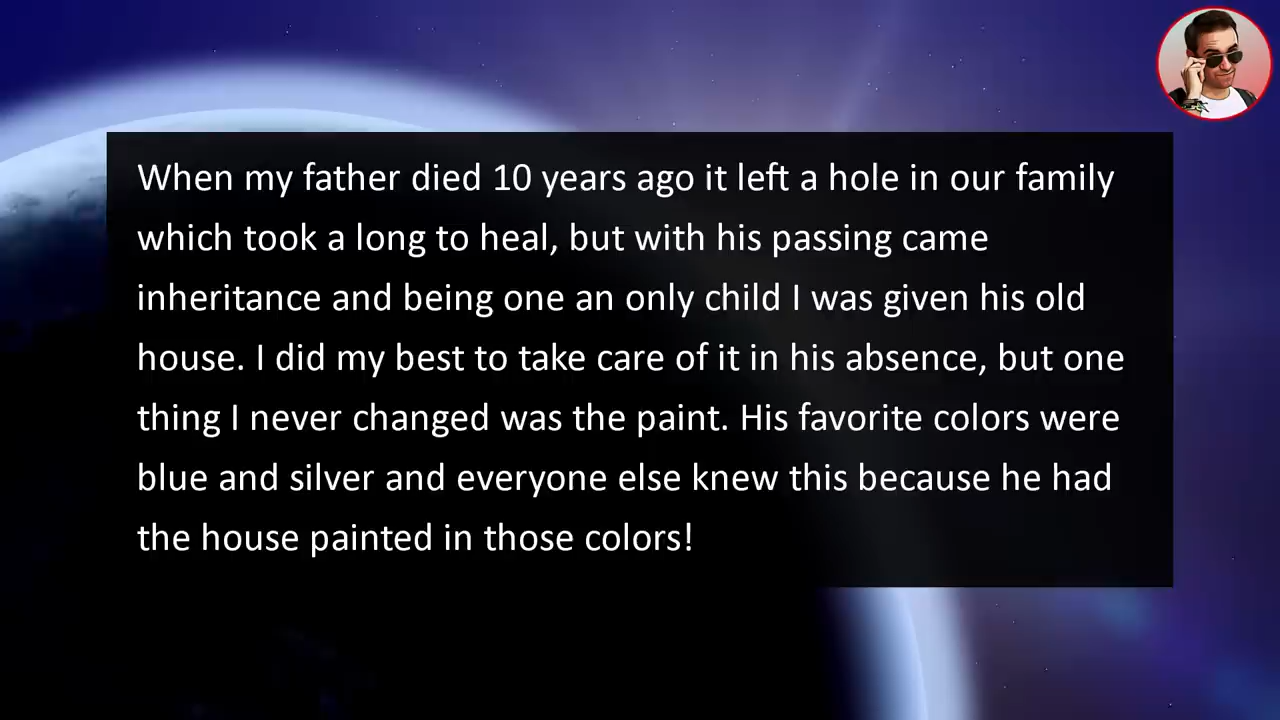 When my father died 10 years ago it left a hole in our family
which took a long to heal, but with his passing came
inheritance and being one an only child I was given his old
house. I did my best to take care of it in his absence, but one
thing I never changed was the paint. His favorite colors were
blue and silver and everyone else knew this because he had
the house painted in those colors!